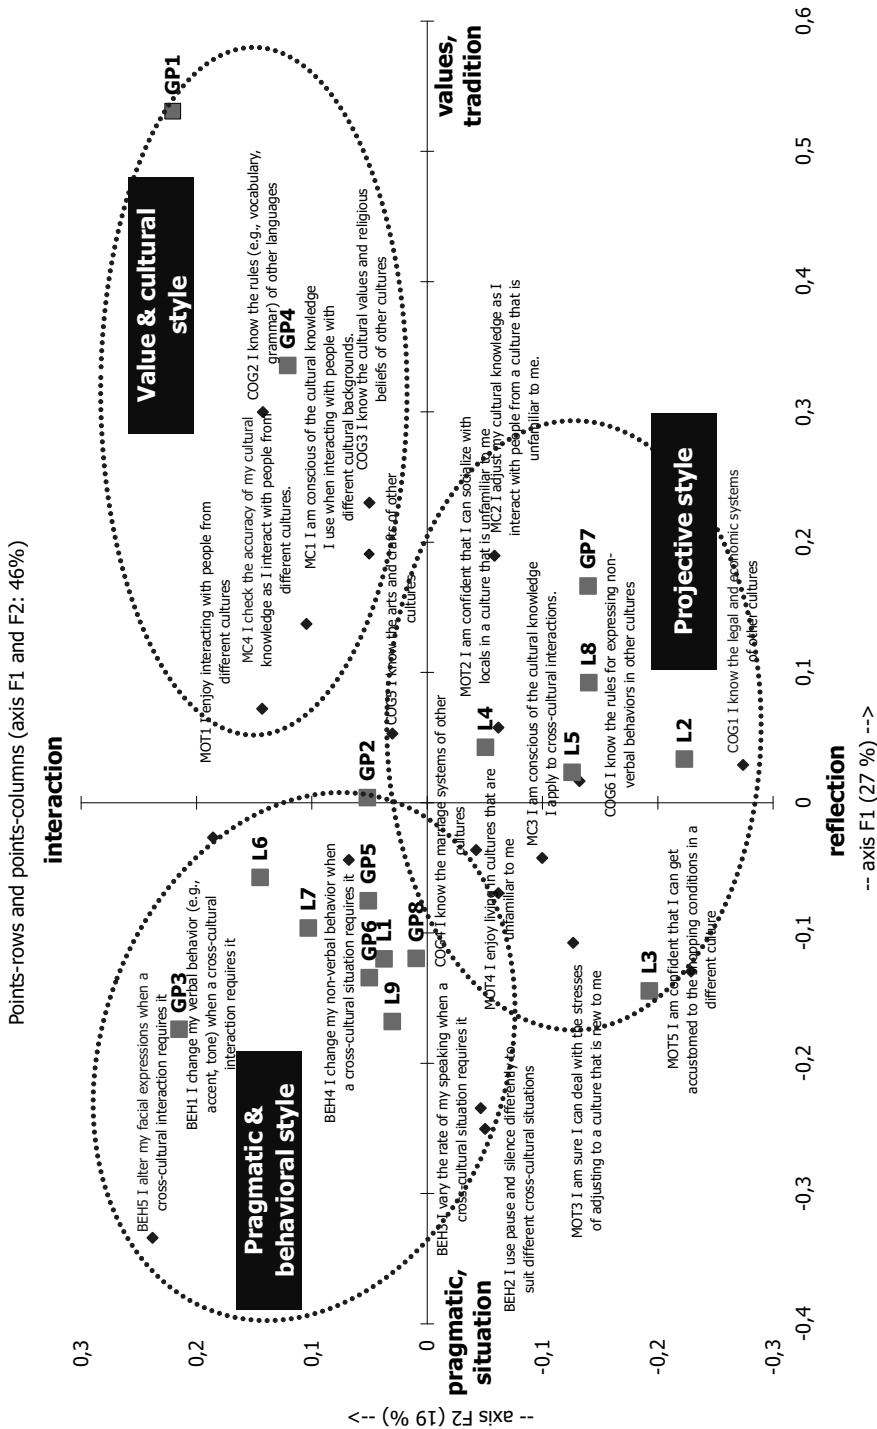 Points-rows and points-columns (axis F1 and F2: 46%)
interaction
Value & cultural
style
GP1
COG2 I know the rules (e.g., vocabulary,
grammar) of other languages
GP4
MC1 I am conscious of the cultural knowledge
I use when interacting with people with
different cultural backgrounds.
COG3 I know the cultural values and religious
beliefs of other cultures
values,
tradition
MOT1 I enjoy interacting with people from
different cultures
MC4 I check the accuracy of my cultural
knowledge as I interact with people from
different cultures.
COG5 I know the arts and crafts of other
cultures
BEH5 I alter my facial expressions when a
cross-cultural interaction requires it
GP3
BEH1 I change my verbal behavior (e.g.,
accent, tone) when a cross-cultural
interaction requires it
L6
L7
GP2
Pragmatic &
behavioral style
BEH4 I change my non-verbal behavior when
a cross-cultural situation requires it
GP5
GP6
L1
L9
GP8
COG4 I know the marriage systems of other
cultures
BEH3 I vary the rate of my speaking when a
cross-cultural situation requires it
pragmatic,
situation
BEH2 I use pause and silence differently to
suit different cross-cultural situations
MOT4 I enjoy living in cultures that are
unfamiliar to me
MOT2 I am confident that I can socialize with
locals in a culture that is unfamiliar to me
MC2 I adjust my cultural knowledge as I
interact with people from a culture that is
unfamiliar to me.
L4
MC3 I am conscious of the cultural knowledge
I apply to cross-cultural interactions.
L5
L8
GP7
COG6 I know the rules for expressing non-
verbal behaviors in other cultures
MOT3 I am sure I can deal with the stresses
of adjusting to a culture that is new to me
Projective style
L2
L3
MOT5 I am confident that I can get
accustomed to the shopping conditions in a
different culture
COG1 I know the legal and economic systems
of other cultures
0,3
0,2
0,1
0
-0,1
-0,2
-0,3
-- axis F2 (19 %) -->
-0,4
-0,3
-0,2
-0,1
0
0,1
0,2
0,3
0,4
0,5
0,6
reflection
-- axis F1 (27 %) -->